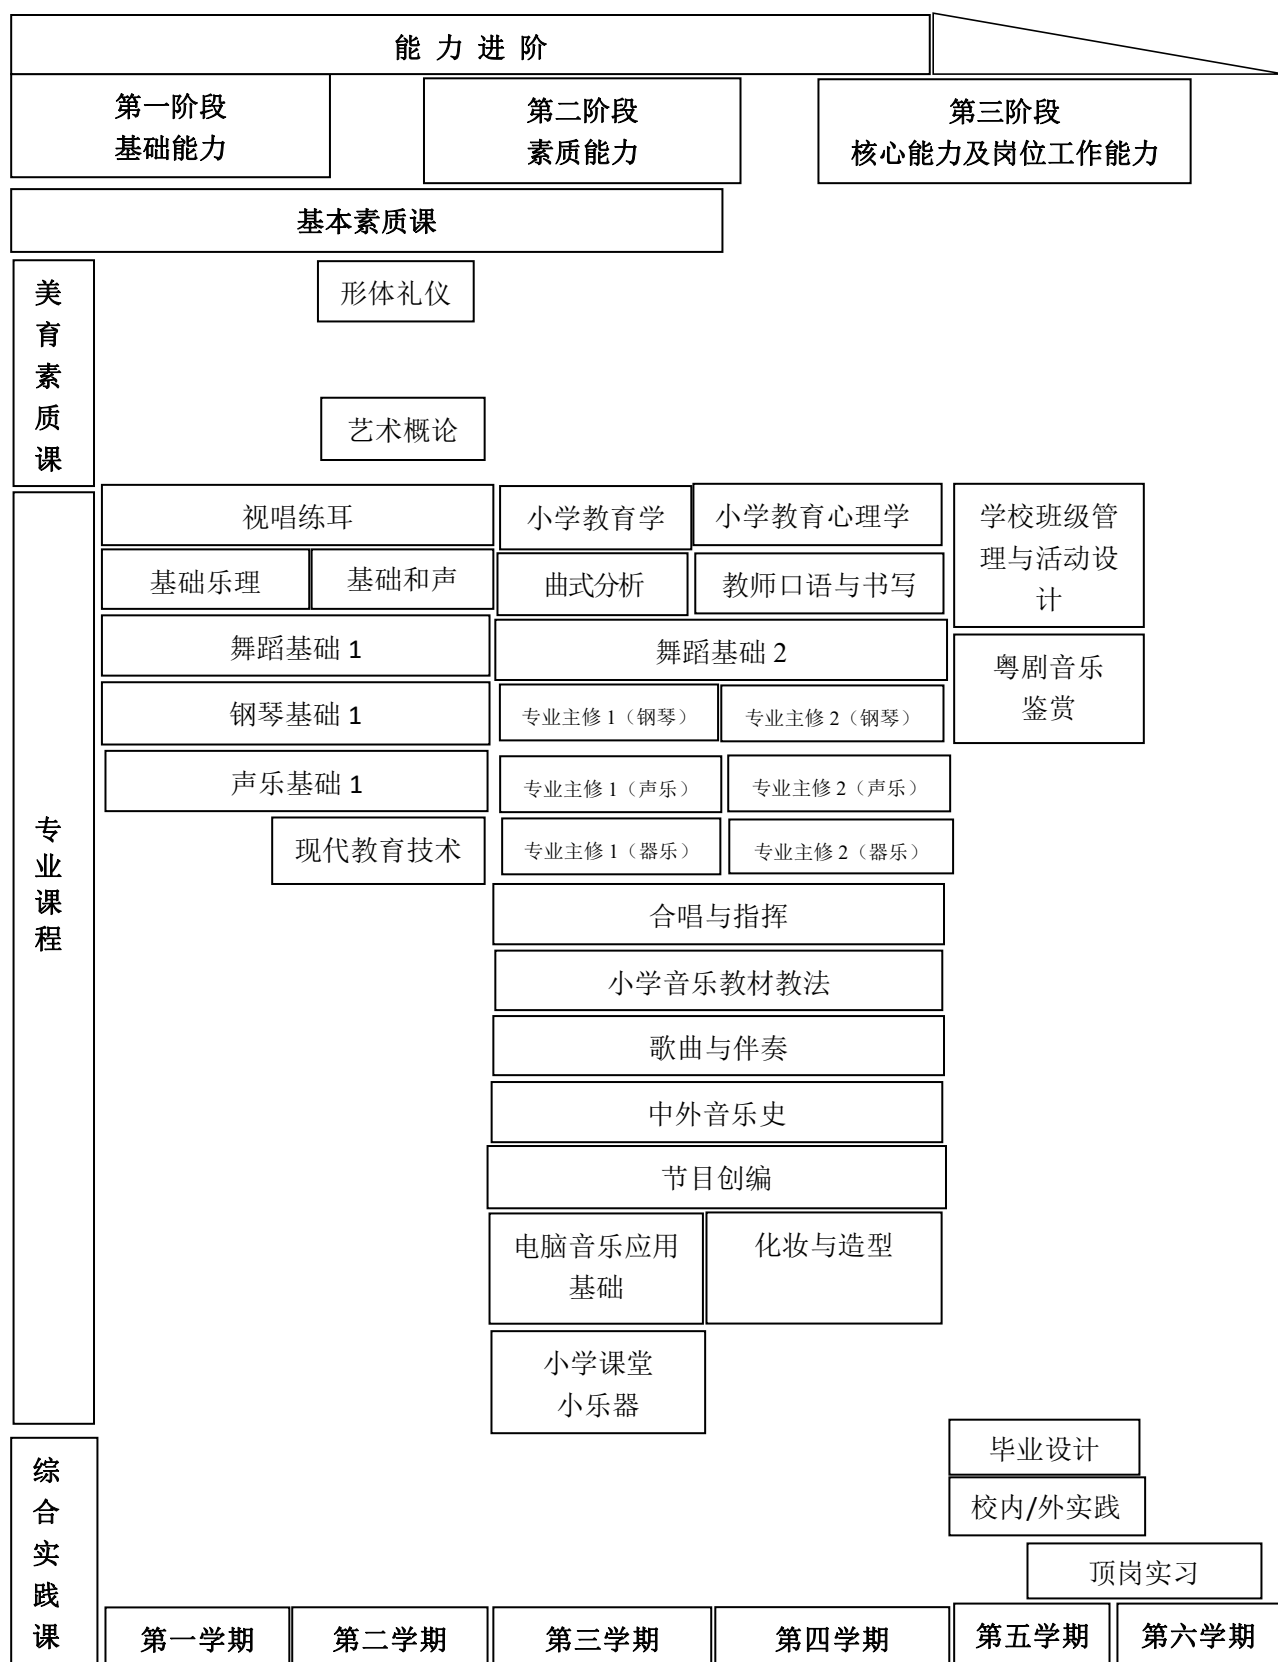 能 力 进 阶
第一阶段
基础能力
第二阶段
素质能力
第三阶段
核心能力及岗位工作能力
基本素质课
美
育
素
质
课
形体礼仪
艺术概论
专
业
课
程
视唱练耳
小学教育学
小学教育心理学
学校班级管
理与活动设
计
基础乐理
基础和声
曲式分析
教师口语与书写
舞蹈基础 1
舞蹈基础 2
粤剧音乐
鉴赏
钢琴基础 1
专业主修 1（钢琴）
专业主修 2（钢琴）
声乐基础 1
专业主修 1（声乐）
专业主修 2（声乐）
现代教育技术
专业主修 1（器乐）
专业主修 2（器乐）
合唱与指挥
小学音乐教材教法
歌曲与伴奏
中外音乐史
节目创编
电脑音乐应用
基础
化妆与造型
小学课堂
小乐器
综
合
实
践
课
毕业设计
校内/外实践
顶岗实习
第一学期
第二学期
第三学期
第四学期
第五学期
第六学期